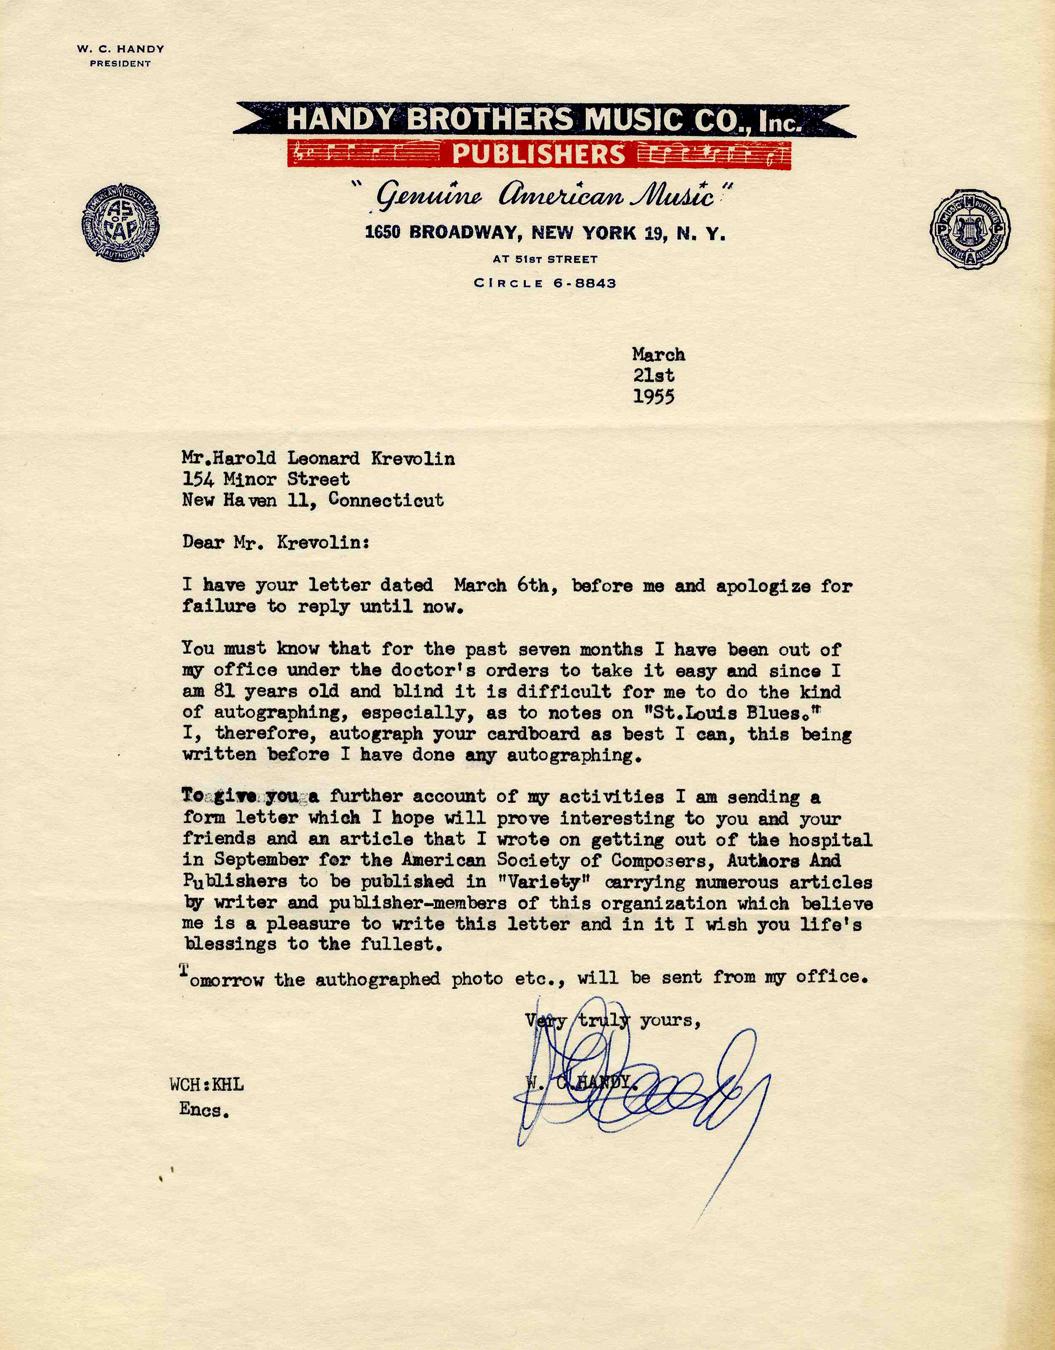 W. C. HANDY
PRESIDENT
HANDY BROTHERS MUSIC CO., Inc.
PUBLISHERS
"Genuine American Music"
1650 BROADWAY, NEW YORK 19, N. Y.
AT 51ST STREET
CIRCLE 6-8843
AS
OF
CAP
March
21st
1955
Mr.Harold Leonard Krevolin
154 Minor Street
New Haven 11, Connecticut
Dear Mr. Krevolin:
I have your letter dated  March 6th, before me and apologize for
failure to reply until now.
You must know that for the past seven months I have been out of
my office under the doctor's orders to take it easy and since I
am 81 years old and blind it is difficult for me to do the kind
of autographing, especially, as to notes on "St.Louis Blues."
I, therefore, autograph your cardboard as best I can, this being
written before I have done any autographing.
To give you a further account of my activities I am sending a
form letter which I hope will prove interesting to you and your
friends and an article that I wrote on getting out of the hospital
in September for the American Society of Composers, Authors And
Publishers to be published in "Variety" carrying numerous articles
by writer and publisher-members of this organization which believe
me is a pleasure to write this letter and in it I wish you life's
blessings to the fullest.
Tomorrow the authographed photo etc., will be sent from my office.
Very truly yours,
W. C.HANDY.
WCH:KHL
Encs.